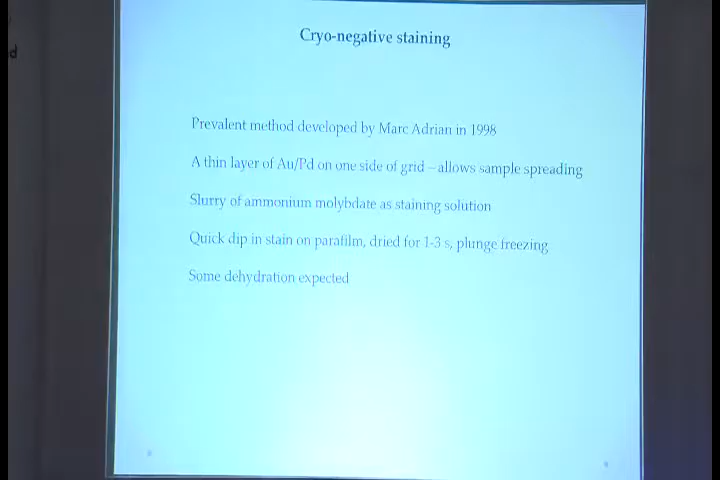 Cryo-negative staining
d
Prevalent method developed by Marc Adrian in 1998
A thin layer of Au/Pd on one side of grid – allows sample spreading
Slurry of ammonium molybdate as staining solution
Quick dip in stain on parafilm, dried for 1-3 s, plunge freezing
Some dehydration expected